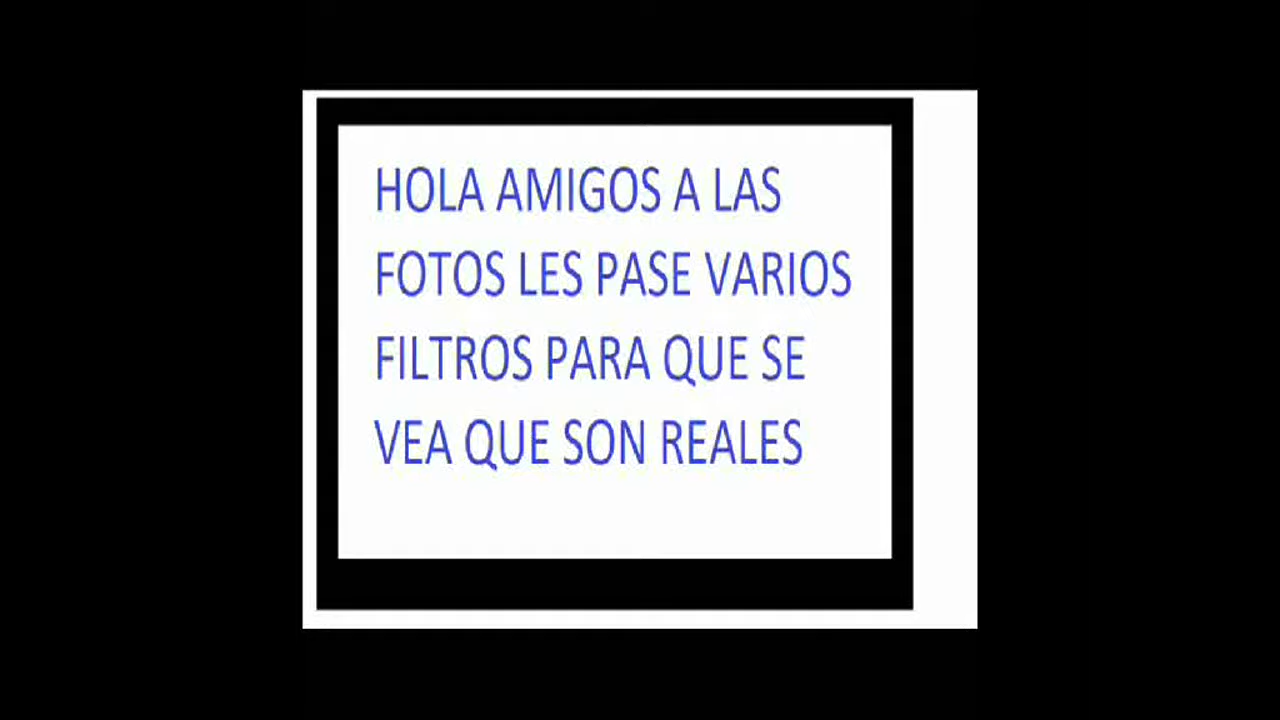 HOLA AMIGOS A LAS
FOTOS LES PASE VARIOS
FILTROS PARA QUE SE
VEA QUE SON REALES